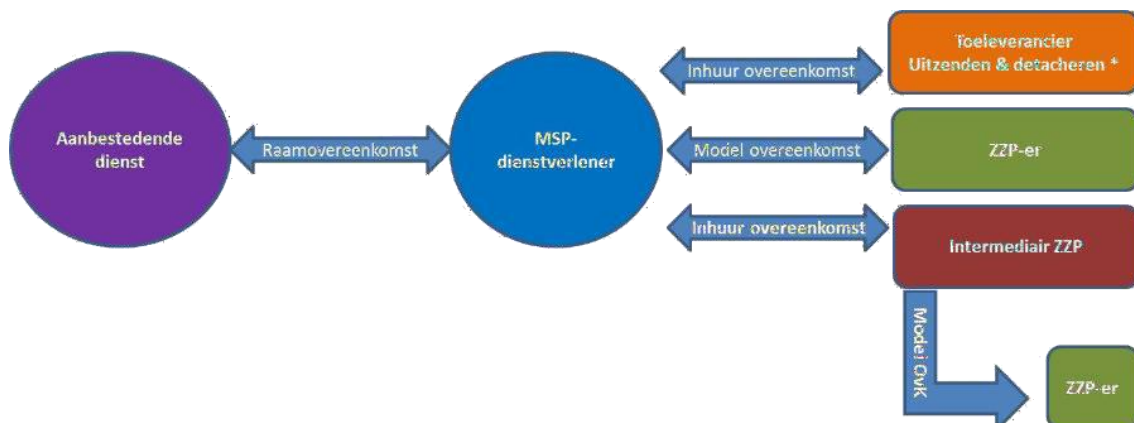 Toeleverancier
Uitzenden & detacheren *
Inhuur overeenkomst
Aanbestedende
dienst
Raamovereenkomst
MSP-
dienstverlener
Model overeenkomst
ZZP-er
Inhuur overeenkomst
Intermediair ZZP
Model OvK
ZZP-er